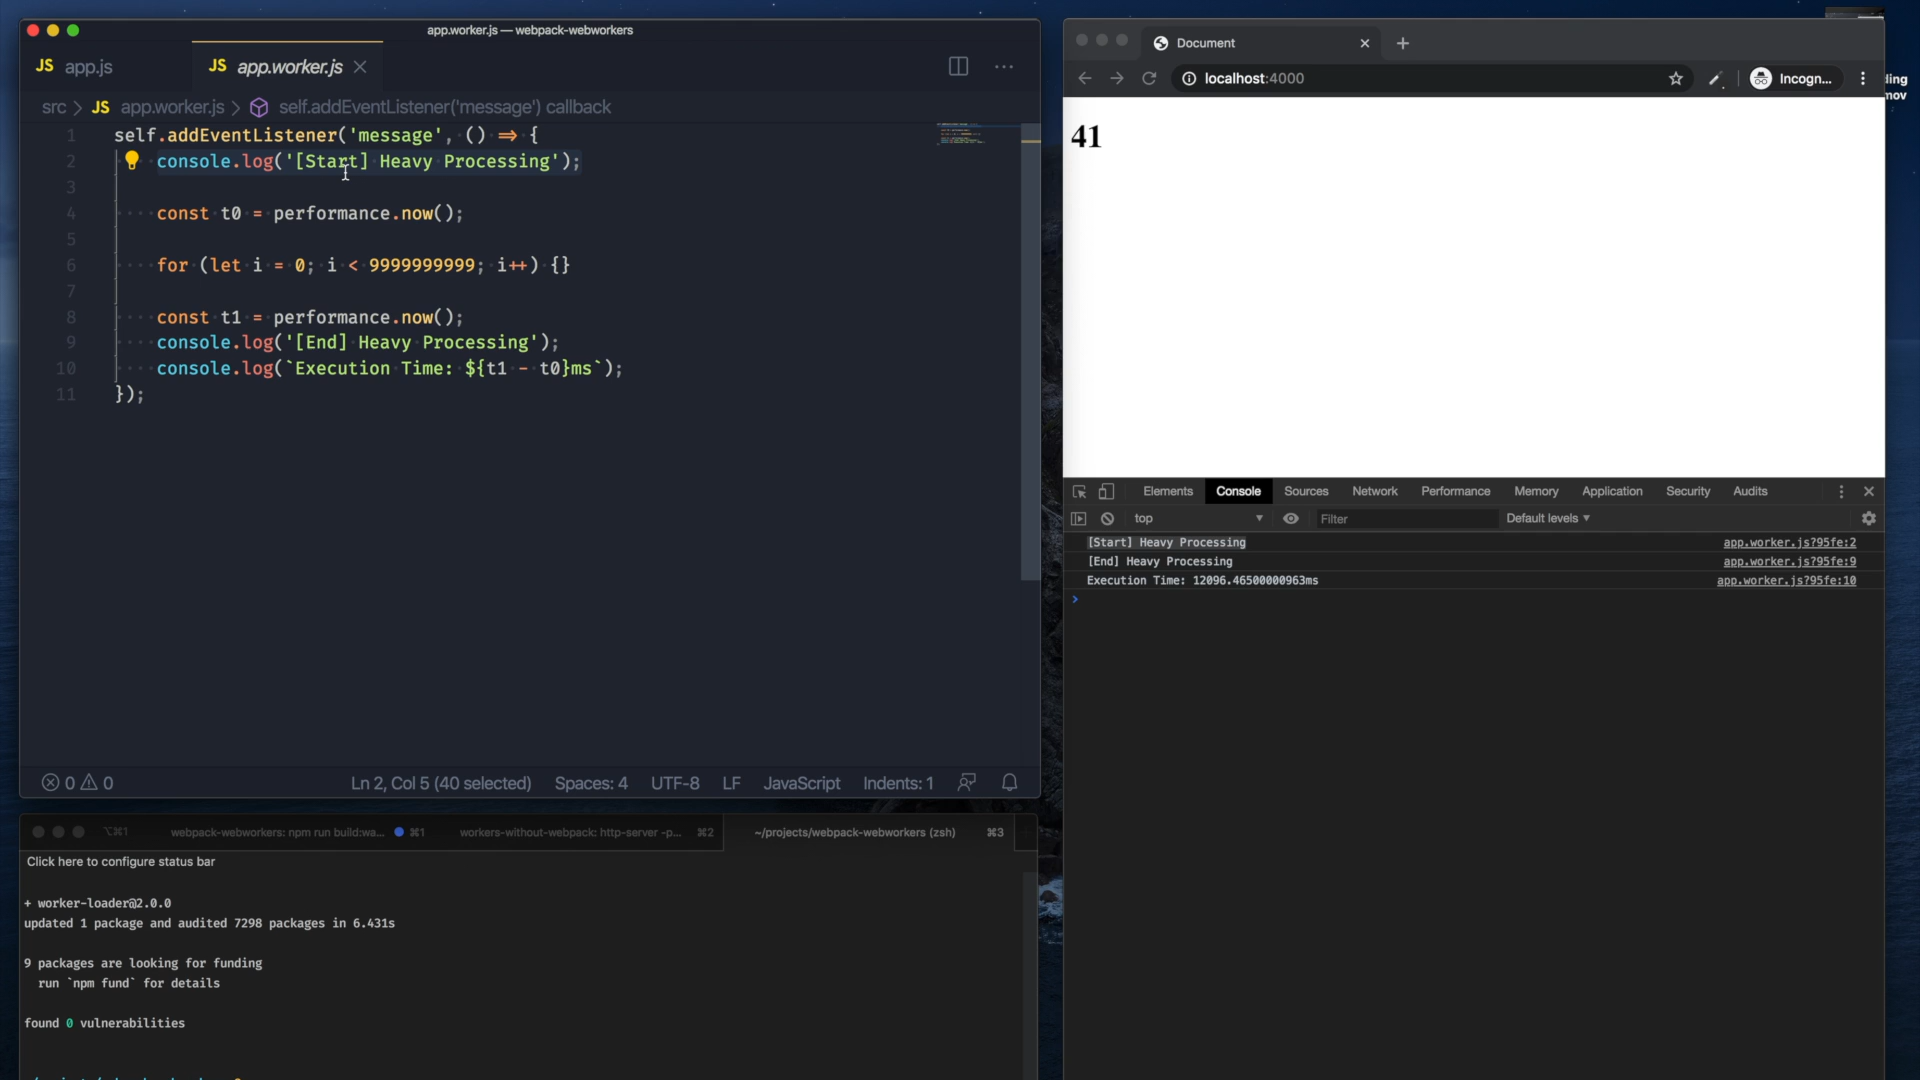 app.worker.js — webpack-webworkers
JS app.js
JS app.worker.js
src > JS app.worker.js > self.addEventListener('message') callback
1 self.addEventListener('message', () => {
2 console.log('[Start] Heavy Processing');
3
4 const t0 = performance.now();
5
6 for (let i = 0; i < 9999999999; i++) {}
7
8 const t1 = performance.now();
9 console.log('[End] Heavy Processing');
10 console.log(`Execution Time: ${t1 - t0}ms`);
11 });
0 0 Ln 2, Col 5 (40 selected) Spaces: 4 UTF-8 LF JavaScript Indents: 1
⌥⌘1 webpack-webworkers: npm run build:wa... ⌘1 workers-without-webpack: http-server -p... ⌘2 ~/projects/webpack-webworkers (zsh) ⌘3
Click here to configure status bar
+ worker-loader@2.0.0
updated 1 package and audited 7298 packages in 6.431s
9 packages are looking for funding
run `npm fund` for details
found 0 vulnerabilities
Document
localhost:4000
Incogn...
41
Elements Console Sources Network Performance Memory Application Security Audits
top Filter Default levels
[Start] Heavy Processing app.worker.js?95fe:2
[End] Heavy Processing app.worker.js?95fe:9
Execution Time: 12096.46500000963ms app.worker.js?95fe:10
>